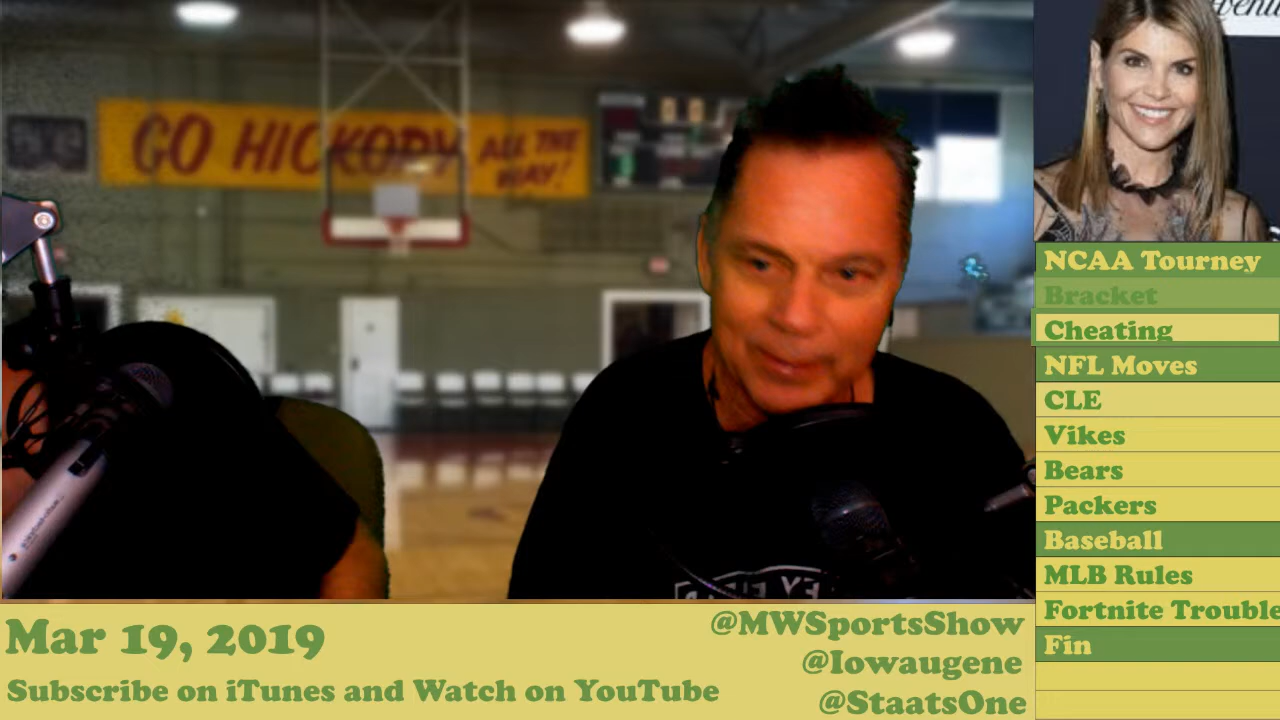 GO HICKORY ALL THE
WAY!
NCAA Tourney
Bracket
Cheating
NFL Moves
CLE
Vikes
Bears
Packers
Baseball
MLB Rules
Fortnite Trouble
Fin
Mar 19, 2019
Subscribe on iTunes and Watch on YouTube
@MWSportsShow
@Iowaugene
@StaatsOne